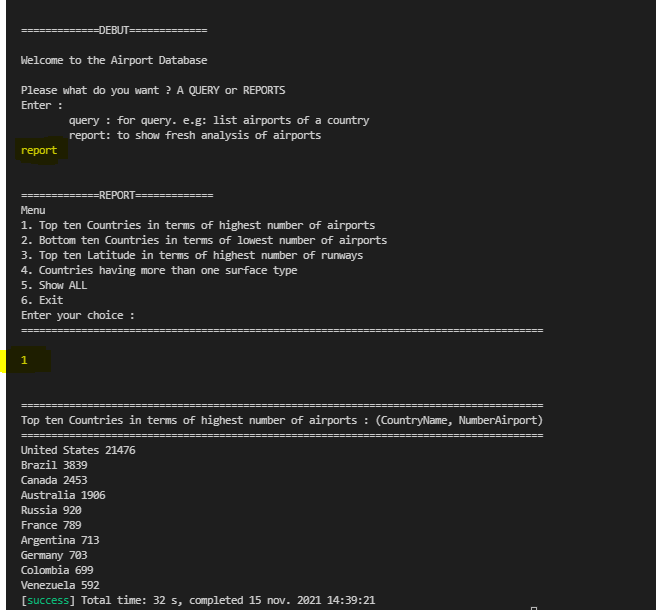 =============DEBUT=============
Welcome to the Airport Database
Please what do you want ? A QUERY or REPORTS
Enter :
query : for query. e.g: list airports of a country
report: to show fresh analysis of airports
report
=============REPORT=============
Menu
1. Top ten Countries in terms of highest number of airports
2. Bottom ten Countries in terms of lowest number of airports
3. Top ten Latitude in terms of highest number of runways
4. Countries having more than one surface type
5. Show ALL
6. Exit
Enter your choice :
=======================================================================================
1
=======================================================================================
Top ten Countries in terms of highest number of airports : (CountryName, NumberAirport)
=======================================================================================
United States 21476
Brazil 3839
Canada 2453
Australia 1906
Russia 920
France 789
Argentina 713
Germany 703
Colombia 699
Venezuela 592
[success] Total time: 32 s, completed 15 nov. 2021 14:39:21